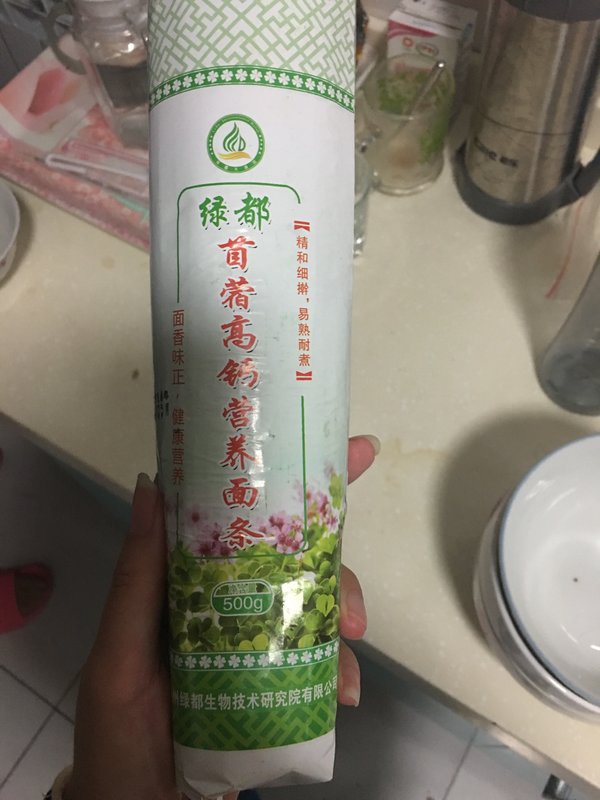 绿都
苜蓿高钙营养面条
【精和细擀，易熟耐煮】
面香味正，健康营养
500g
州绿都生物技术研究院有限公司